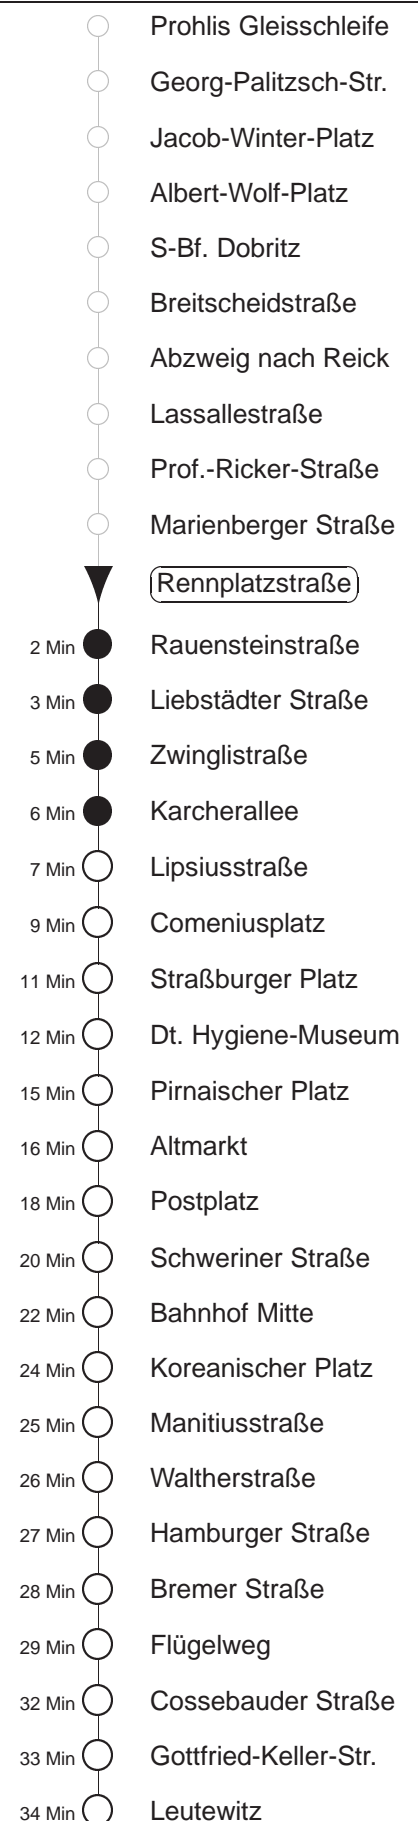 Prohlis Gleisschleife
Georg-Palitzsch-Str.
Jacob-Winter-Platz
Albert-Wolf-Platz
S-Bf. Dobritz
Breitscheidstraße
Abzweig nach Reick
Lassallestraße
Prof.-Ricker-Straße
Marienberger Straße
Rennplatzstraße
2 Min Rauensteinstraße
3 Min Liebstädter Straße
5 Min Zwinglistraße
6 Min Karcherallee
7 Min Lipsiusstraße
9 Min Comeniusplatz
11 Min Straßburger Platz
12 Min Dt. Hygiene-Museum
15 Min Pirnaischer Platz
16 Min Altmarkt
18 Min Postplatz
20 Min Schweriner Straße
22 Min Bahnhof Mitte
24 Min Koreanischer Platz
25 Min Manitiusstraße
26 Min Waltherstraße
27 Min Hamburger Straße
28 Min Bremer Straße
29 Min Flügelweg
32 Min Cossebauder Straße
33 Min Gottfried-Keller-Str.
34 Min Leutewitz